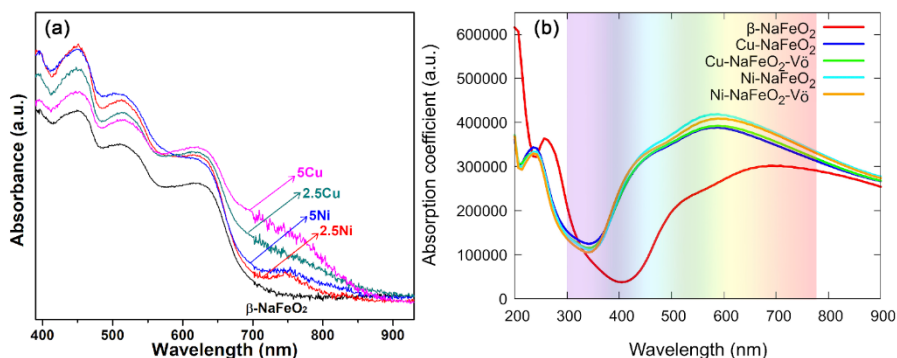 (a)
Absorbance (a.u.)
5Cu
2.5Cu
5Ni
2.5Ni
β-NaFeO₂
400 500 600 700 800 900
Wavelength (nm)
(b)
Absorption coefficient (a.u.)
600000
500000
400000
300000
200000
100000
0
β-NaFeO₂
Cu-NaFeO₂
Cu-NaFeO₂-Vö
Ni-NaFeO₂
Ni-NaFeO₂-Vö
200 300 400 500 600 700 800 900
Wavelength (nm)